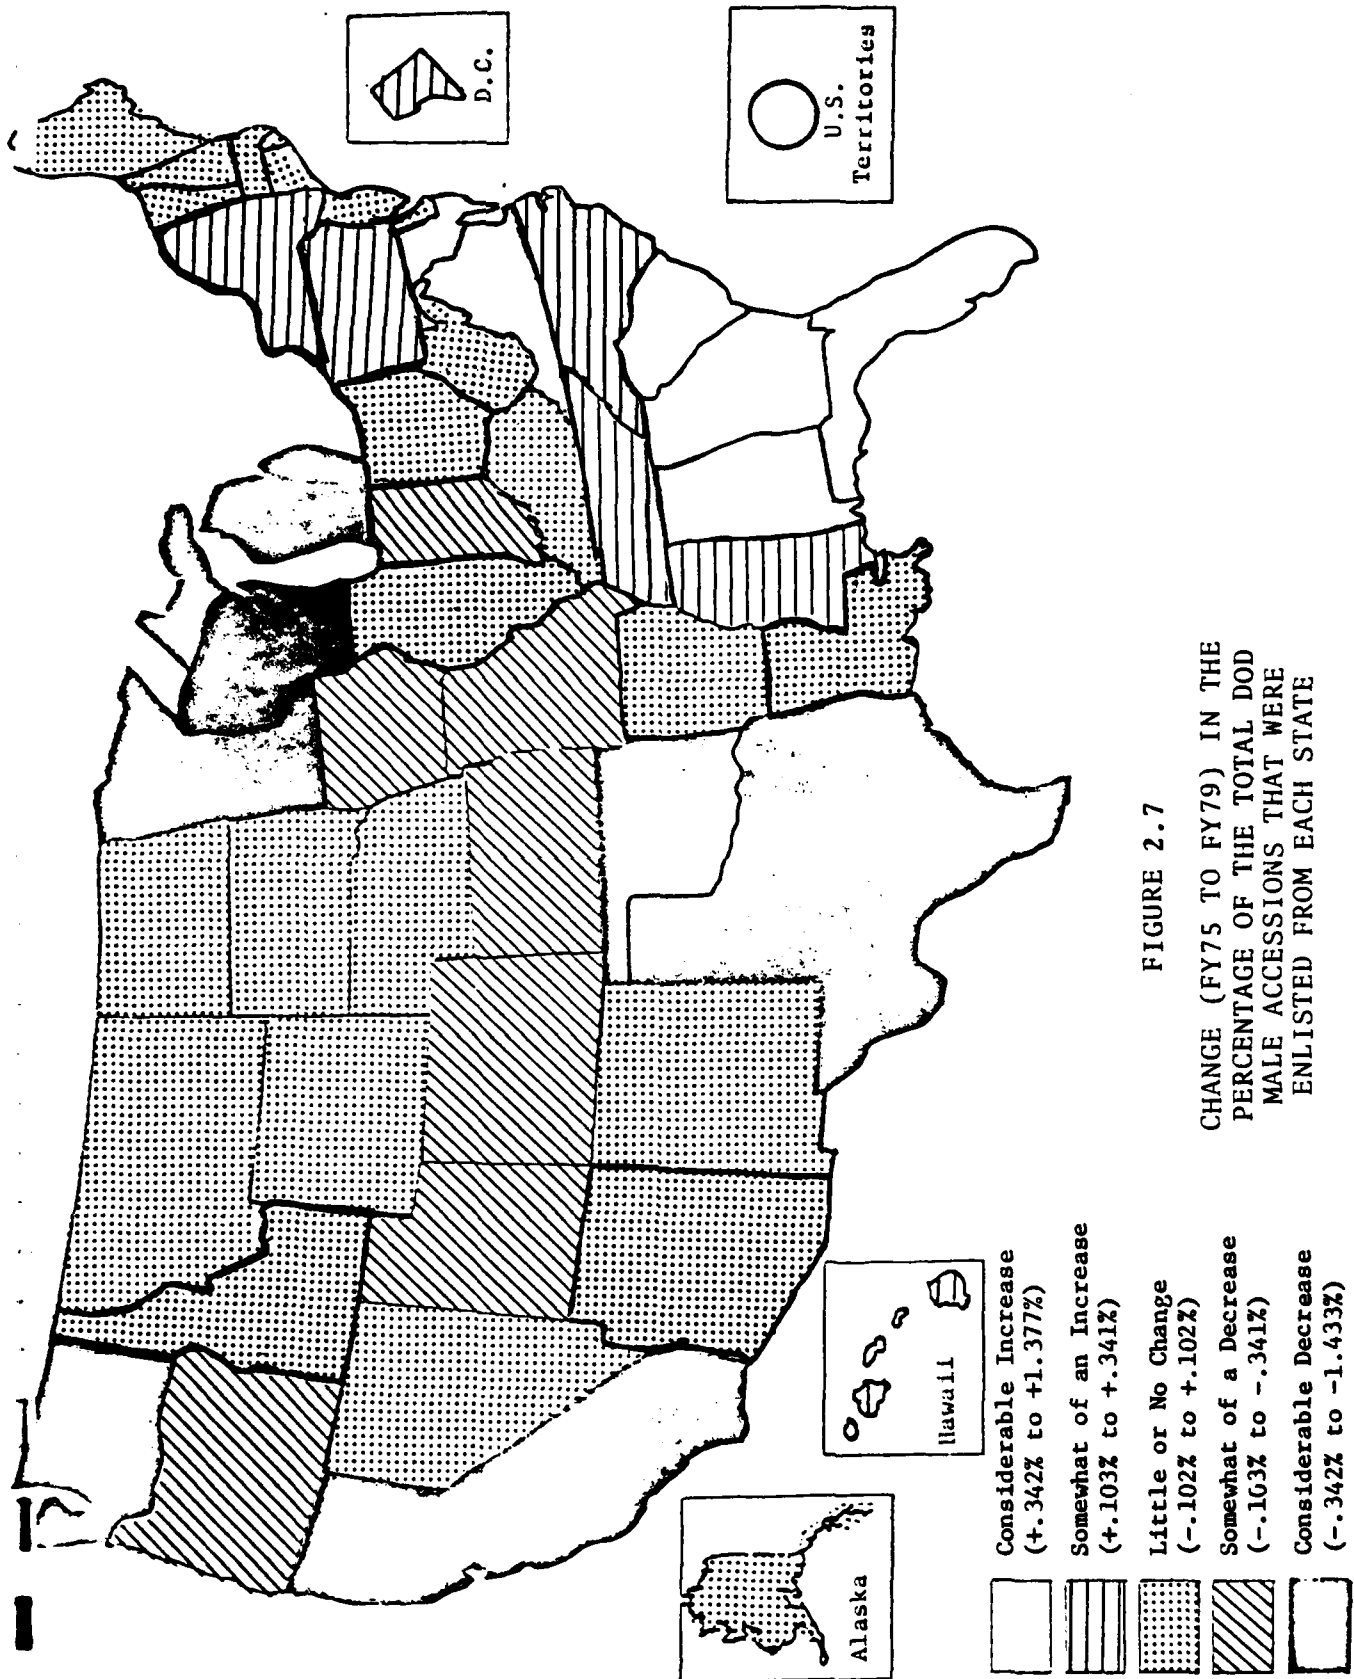 D.C.
U.S.
Territories
Hawaii
Alaska
Considerable Increase
(+.342% to +1.377%)
Somewhat of an Increase
(+.103% to +.341%)
Little or No Change
(-.102% to +.102%)
Somewhat of a Decrease
(-.103% to -.341%)
Considerable Decrease
(-.342% to -1.433%)
FIGURE 2.7
CHANGE (FY75 TO FY79) IN THE
PERCENTAGE OF THE TOTAL DOD
MALE ACCESSIONS THAT WERE
ENLISTED FROM EACH STATE